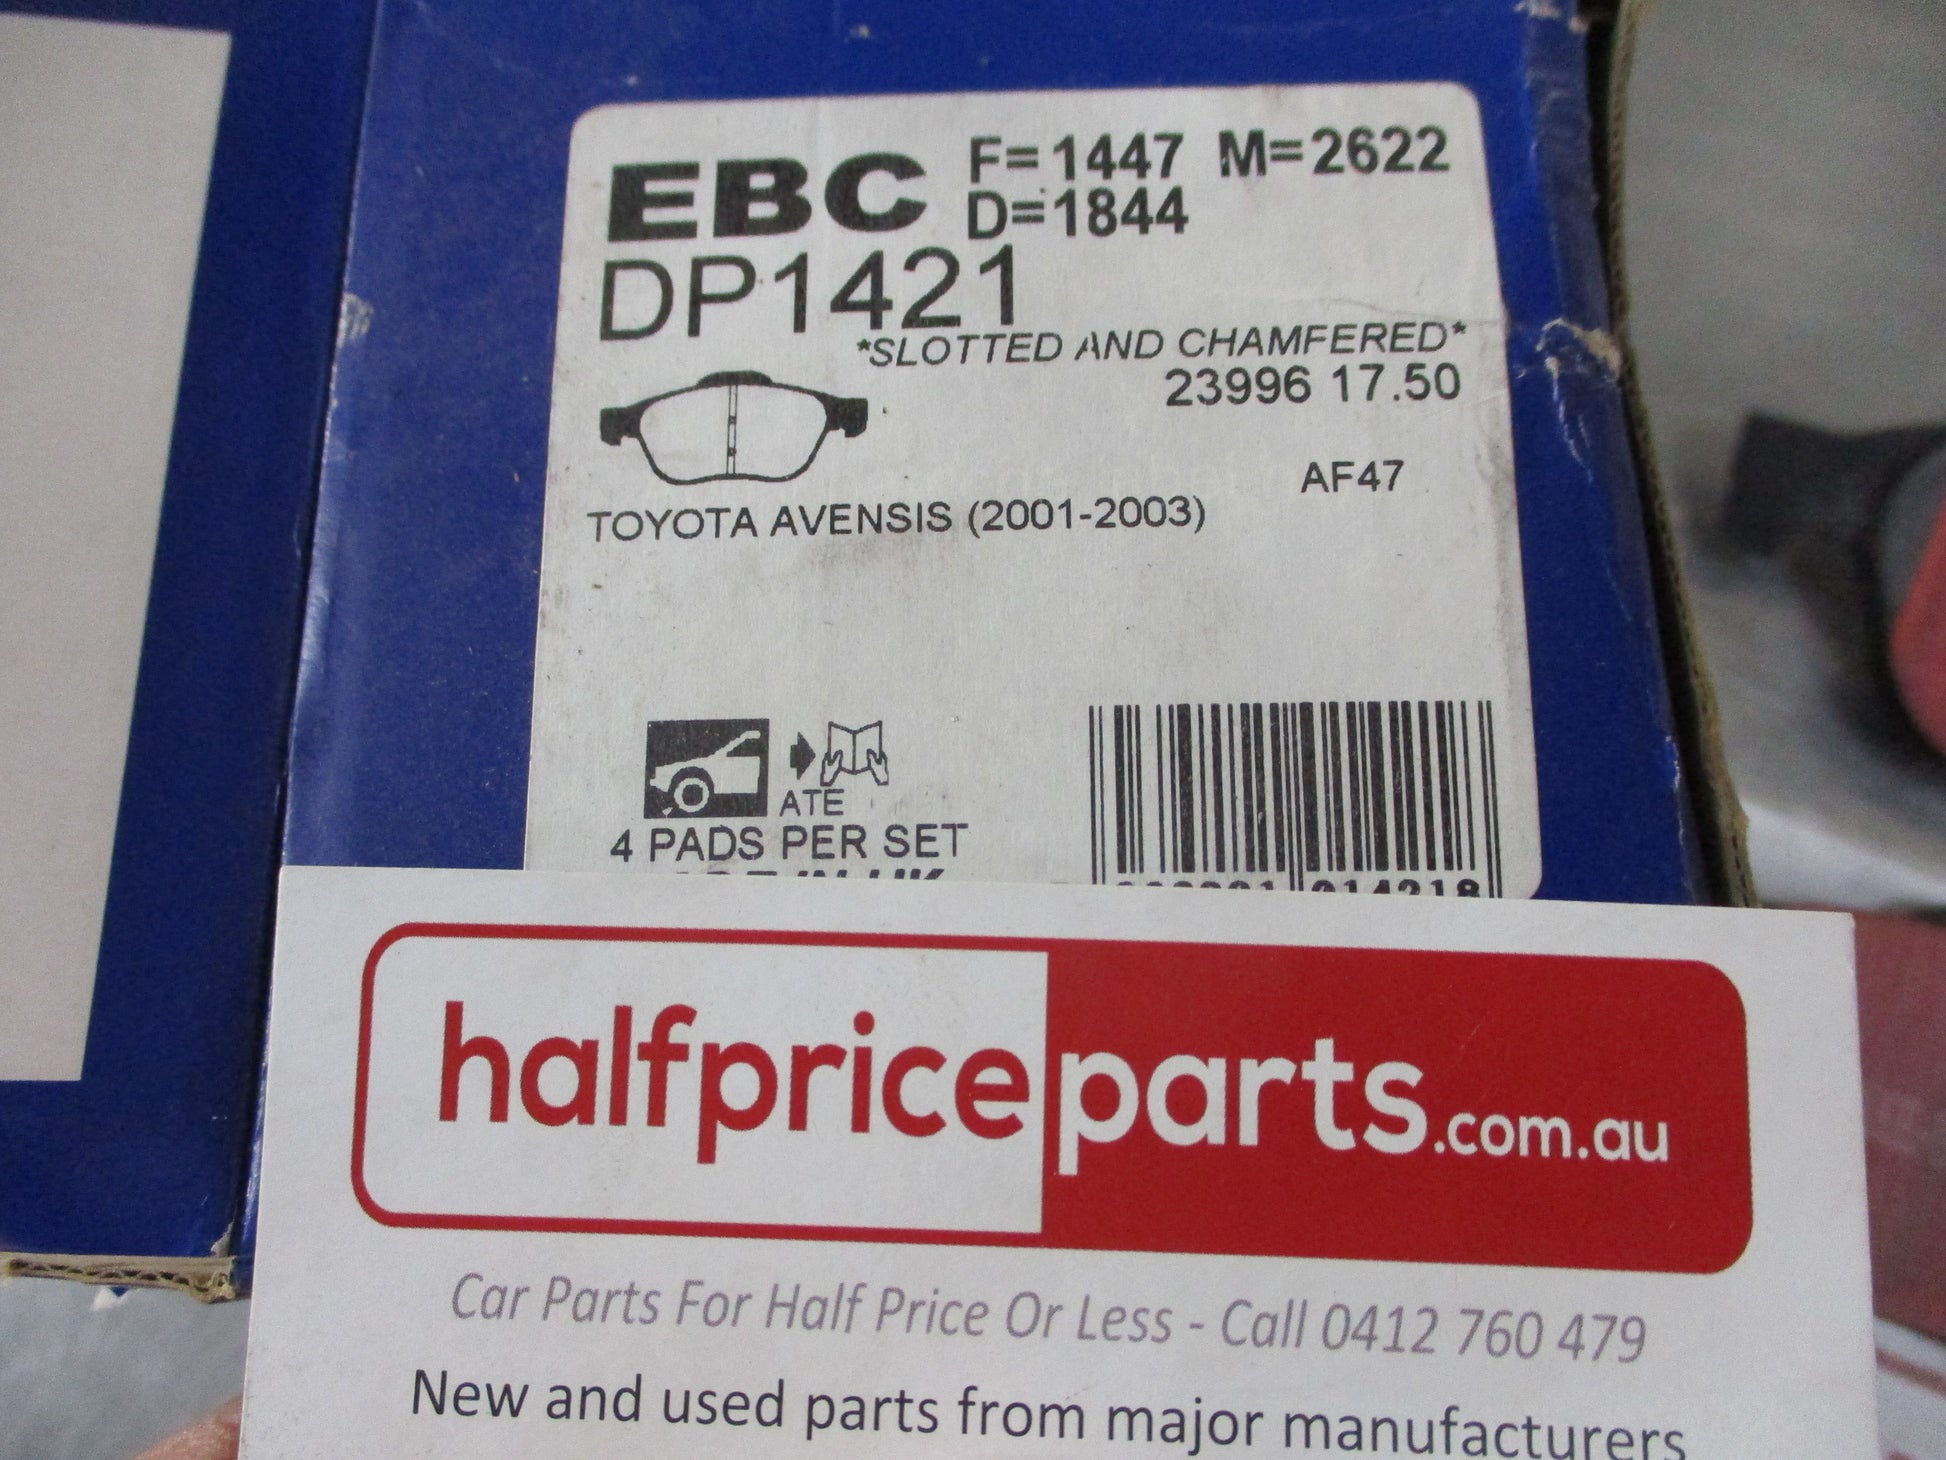 EBC F=1447 M=2622
D=1844
DP1421
*SLOTTED AND CHAMFERED*
23996 17.50
AF47
TOYOTA AVENSIS (2001-2003)
ATE
4 PADS PER SET
halfpriceparts.com.au
Car Parts For Half Price Or Less - Call 0412 760 479
New and used parts from major manufacturers